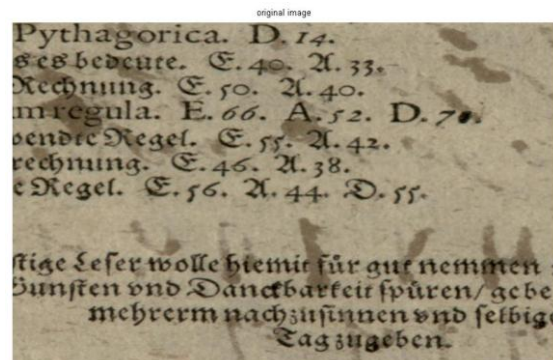 original image
Pythagorica. D. 14.
s es bedeute. E. 40. A. 33.
Rechnung. E. 50. A. 40.
m regula. E. 66. A. 52. D. 70.
bendte Regel. E. 55. A. 42.
rechnung. E. 46. A. 38.
e Regel. E. 56. A. 44. D. 55.
stige Leser wolle hiemit für gut nemmen
Gunsten vnd Danckbarkeit spüren/ gebe
mehrerm nachzusinnen vnd selbige
Tag zugeben.